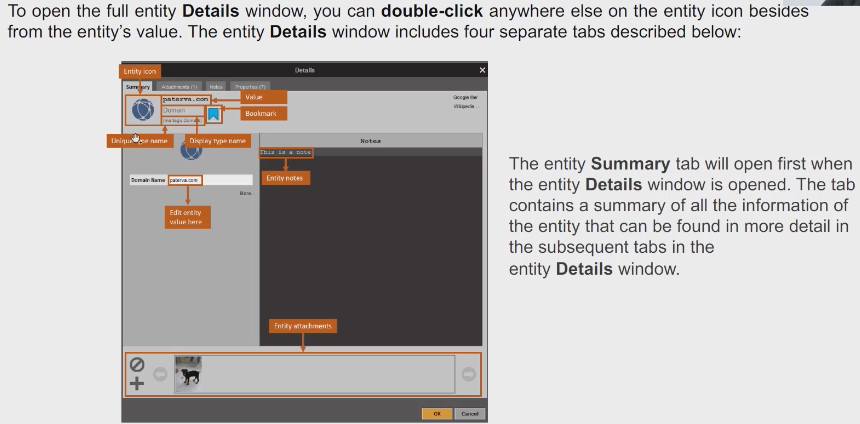 To open the full entity Details window, you can double-click anywhere else on the entity icon besides
from the entity's value. The entity Details window includes four separate tabs described below:
Entity icon
Details
Summary
Attachments (1)
Notes
Properties (7)
paterva.com
Value
Google like
Wikipedia ...
Domain
Bookmark
Unique type name
Display type name
Notes
This is a note
Domain Name
paterva.com
Entity notes
More
Edit entity
value here
Entity attachments
OK
Cancel
The entity Summary tab will open first when
the entity Details window is opened. The tab
contains a summary of all the information of
the entity that can be found in more detail in
the subsequent tabs in the
entity Details window.